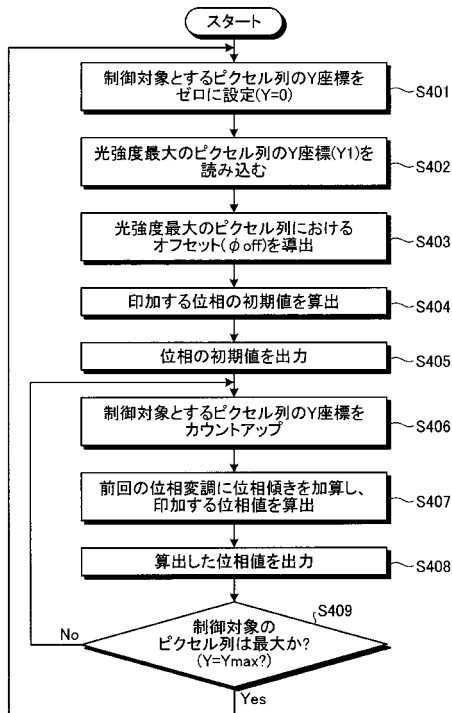 スタート
制御対象とするピクセル列のY座標を
ゼロに設定(Y=0)
S401
光強度最大のピクセル列のY座標(Y1)を
読み込む
S402
光強度最大のピクセル列における
オフセット(φoff)を導出
S403
印加する位相の初期値を算出
S404
位相の初期値を出力
S405
制御対象とするピクセル列のY座標を
カウントアップ
S406
前回の位相変調に位相傾きを加算し、
印加する位相値を算出
S407
算出した位相値を出力
S408
S409
制御対象の
ピクセル列は最大か?
(Y=Ymax?)
No
Yes